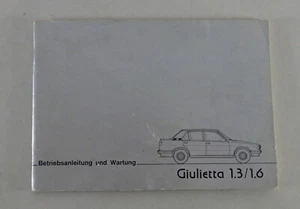 Betriebsanleitung und Wartung
Giulietta 1.3/1.6